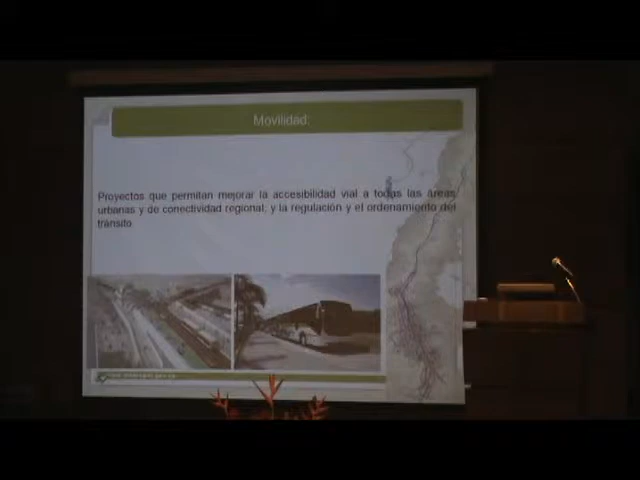 Movilidad:
Proyectos que permitan mejorar la accesibilidad vial a todas las áreas
urbanas y de conectividad regional; y la regulación y el ordenamiento del
tránsito